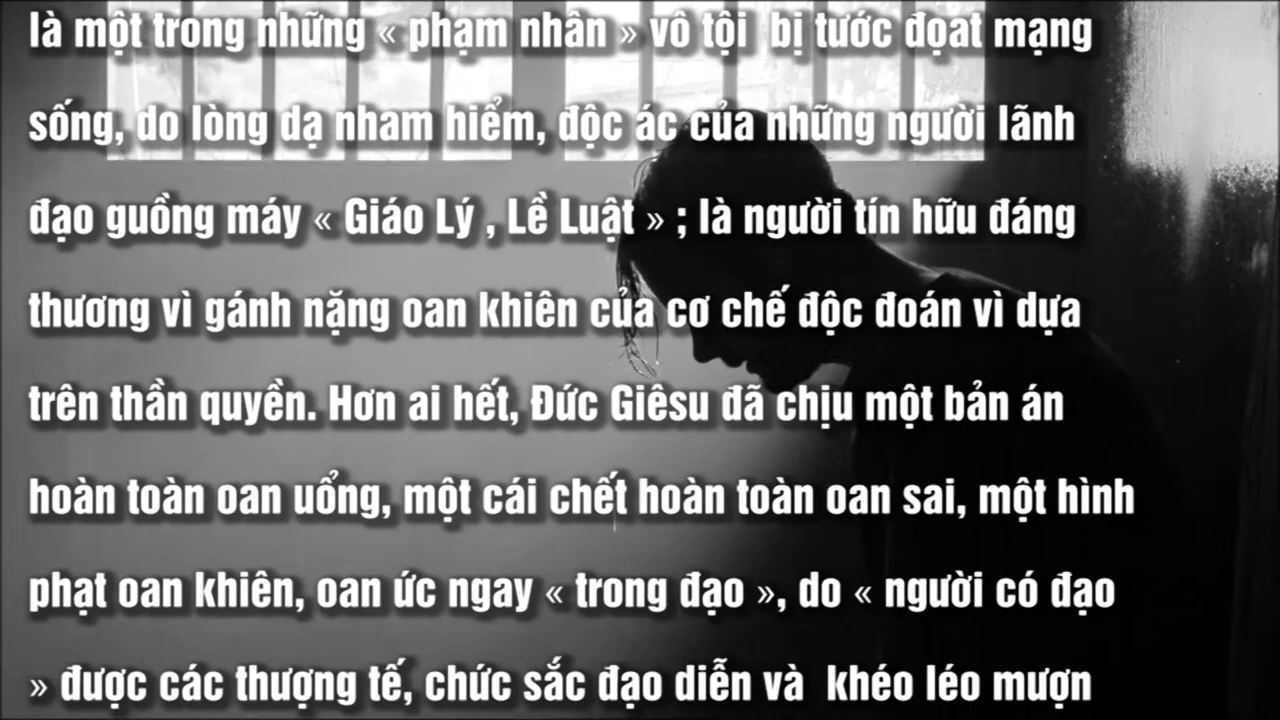 là một trong những « phạm nhân » vô tội  bị tước đọat mạng
sống, do lòng dạ nham hiểm, độc ác của những người lãnh
đạo guồng máy « Giáo Lý , Lề Luật » ; là người tín hữu đáng
thương vì gánh nặng oan khiên của cơ chế độc đoán vì dựa
trên thần quyền. Hơn ai hết, Đức Giêsu đã chịu một bản án
hoàn toàn oan uổng, một cái chết hoàn toàn oan sai, một hình
phạt oan khiên, oan ức ngay « trong đạo », do « người có đạo
» được các thượng tế, chức sắc đạo diễn và  khéo léo mượn